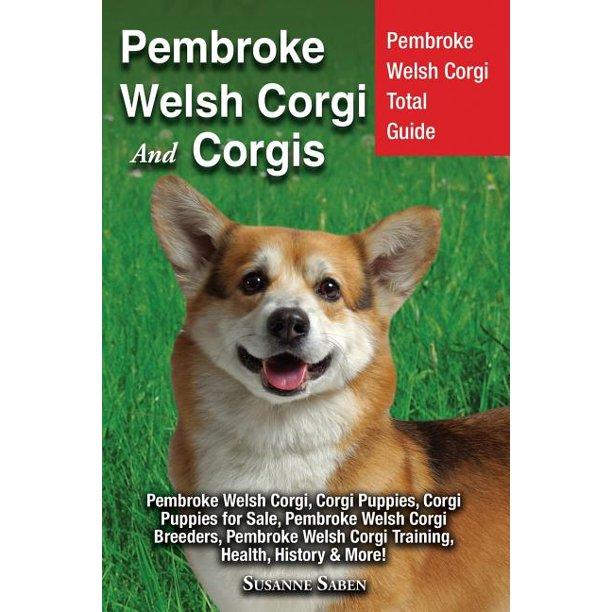 Pembroke
Welsh Corgi
And Corgis
Pembroke
Welsh Corgi
Total
Guide
Pembroke Welsh Corgi, Corgi Puppies, Corgi
Puppies for Sale, Pembroke Welsh Corgi
Breeders, Pembroke Welsh Corgi Training,
Health, History & More!
Susanne Saben